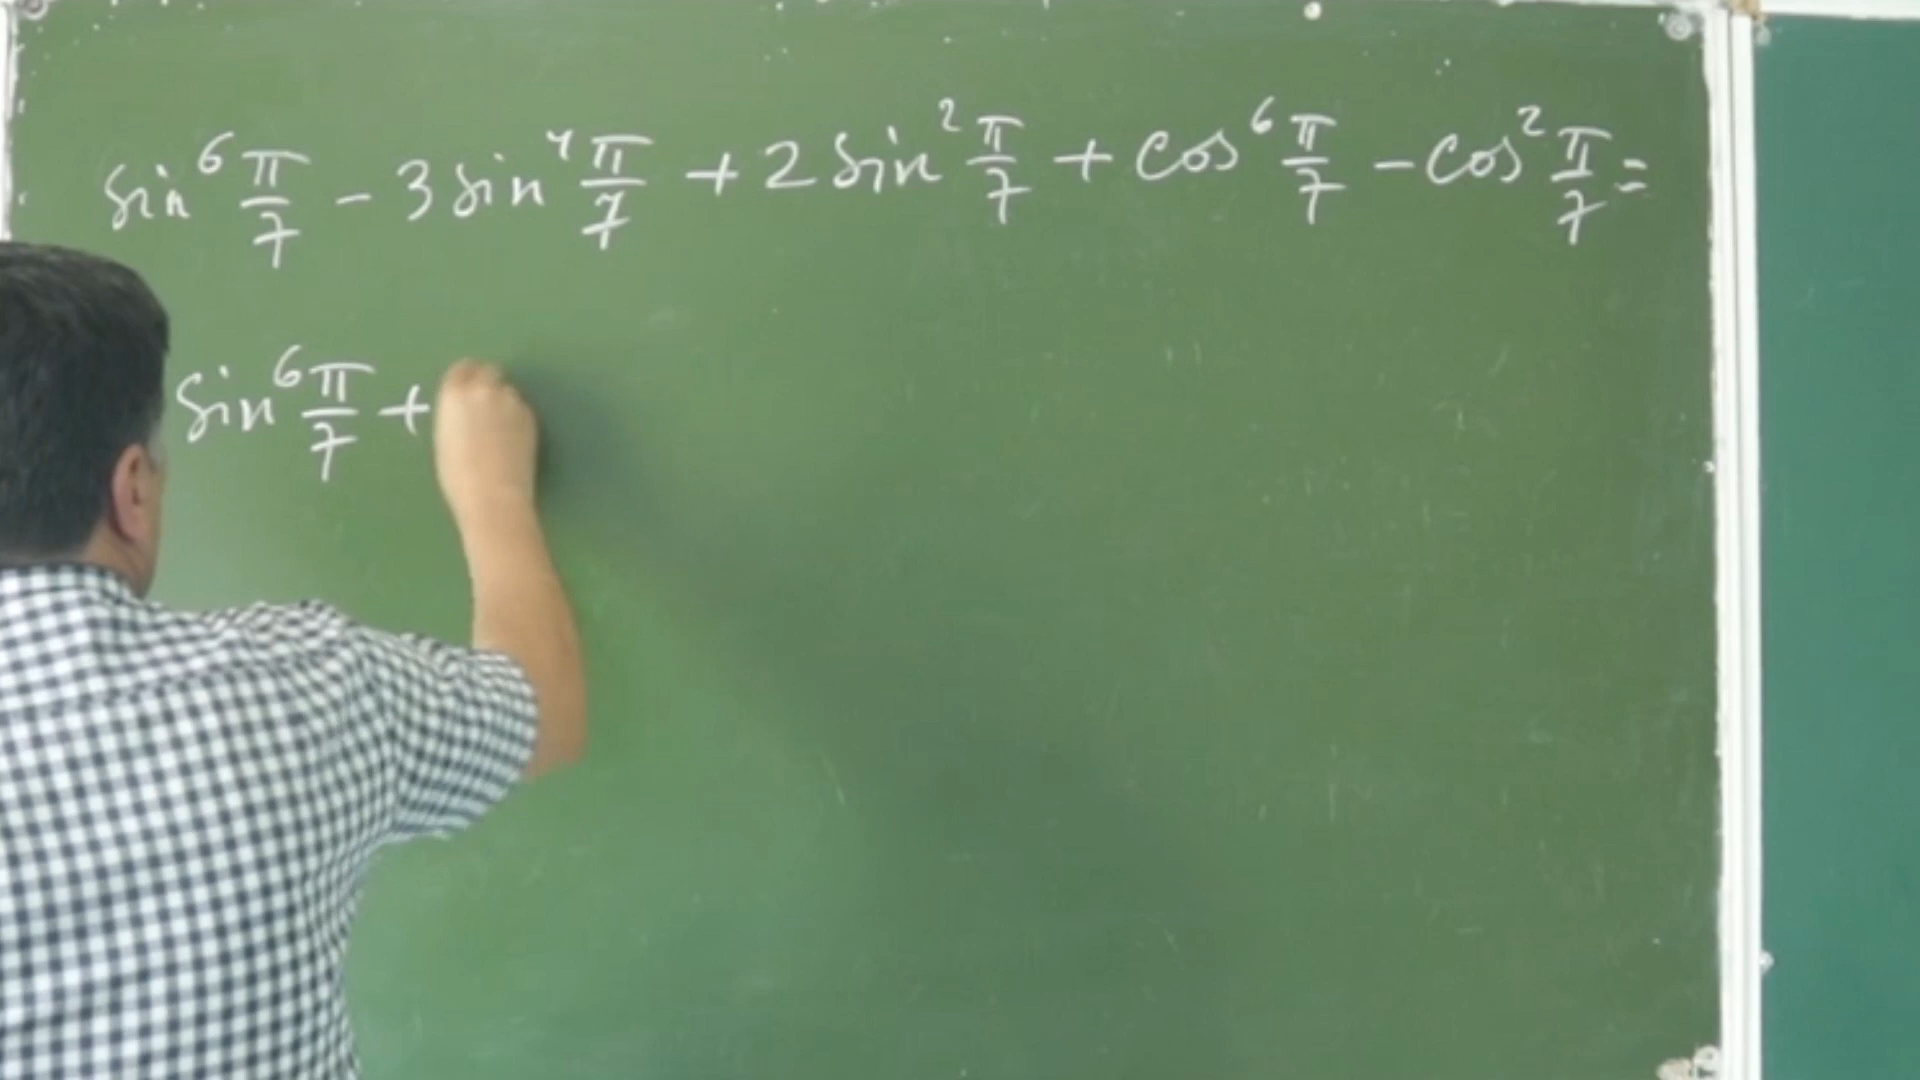 sin⁶ π/7 - 3 sin⁴ π/7 + 2 sin² π/7 + cos⁶ π/7 - cos² π/7 =
sin⁶ π/7 +